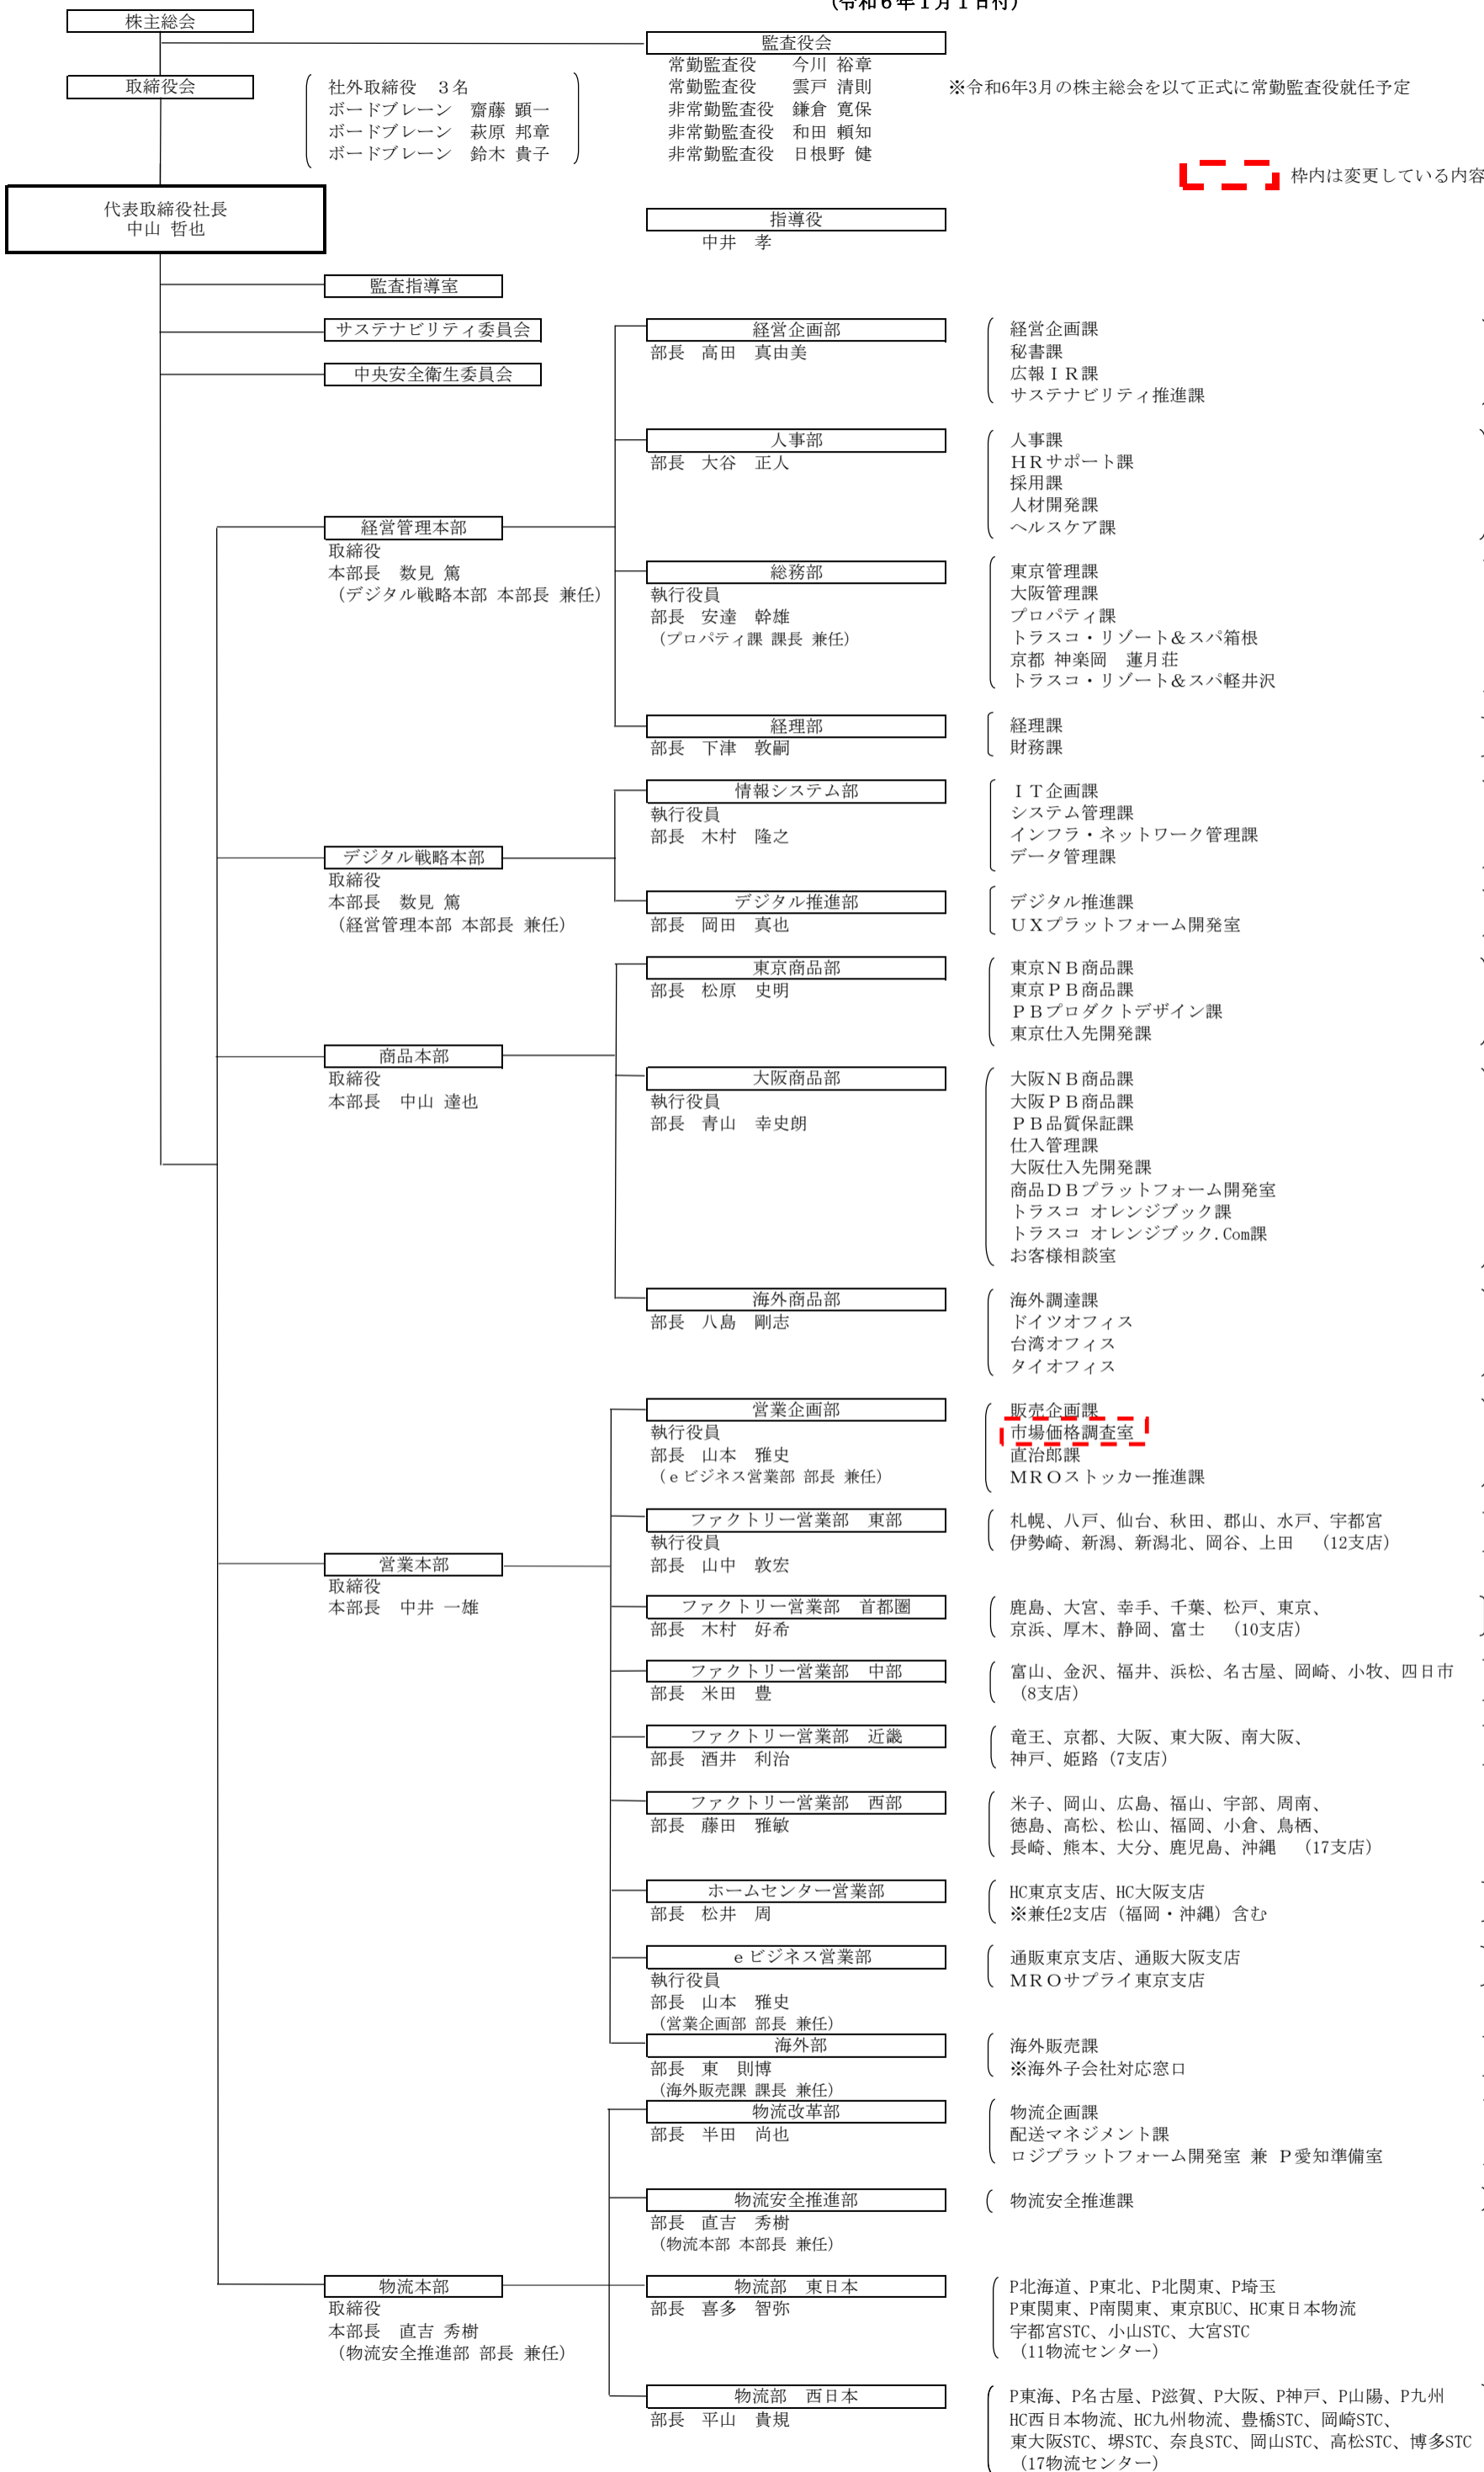 （令和６年１月１日付）
株主総会
監査役会
常勤監査役　今川 裕章
取締役会
社外取締役　３名
常勤監査役　雲戸 清則
※令和6年3月の株主総会を以て正式に常勤監査役就任予定
ボードブレーン　齋藤 顕一
非常勤監査役　鎌倉 寛保
ボードブレーン　萩原 邦章
非常勤監査役　和田 頼知
ボードブレーン　鈴木 貴子
非常勤監査役　日根野 健
枠内は変更している内容
代表取締役社長
中山 哲也
指導役
中井　孝
監査指導室
サステナビリティ委員会
中央安全衛生委員会
経営管理本部
取締役
本部長　数見 篤
（デジタル戦略本部 本部長 兼任）
経営企画部
部長　高田　真由美
経営企画課
秘書課
広報ＩＲ課
サステナビリティ推進課
人事部
部長　大谷　正人
人事課
ＨＲサポート課
採用課
人材開発課
ヘルスケア課
総務部
執行役員
部長　安達　幹雄
（プロパティ課 課長 兼任）
東京管理課
大阪管理課
プロパティ課
トラスコ・リゾート＆スパ箱根
京都 神楽岡　蓮月荘
トラスコ・リゾート＆スパ軽井沢
経理部
部長　下津　敦嗣
経理課
財務課
デジタル戦略本部
取締役
本部長　数見 篤
（経営管理本部 本部長 兼任）
情報システム部
執行役員
部長　木村　隆之
ＩＴ企画課
システム管理課
インフラ・ネットワーク管理課
データ管理課
デジタル推進部
部長　岡田　真也
デジタル推進課
ＵＸプラットフォーム開発室
商品本部
取締役
本部長　中山 達也
東京商品部
部長　松原　史明
東京ＮＢ商品課
東京ＰＢ商品課
ＰＢプロダクトデザイン課
東京仕入先開発課
大阪商品部
執行役員
部長　青山　幸史朗
大阪ＮＢ商品課
大阪ＰＢ商品課
ＰＢ品質保証課
仕入管理課
大阪仕入先開発課
商品ＤＢプラットフォーム開発室
トラスコ オレンジブック課
トラスコ オレンジブック.Com課
お客様相談室
海外商品部
部長　八島　剛志
海外調達課
ドイツオフィス
台湾オフィス
タイオフィス
営業本部
取締役
本部長　中井 一雄
営業企画部
執行役員
部長　山本　雅史
（ｅビジネス営業部 部長 兼任）
販売企画課
市場価格調査室
直治郎課
ＭＲＯストッカー推進課
ファクトリー営業部　東部
執行役員
部長　山中　敦宏
札幌、八戸、仙台、秋田、郡山、水戸、宇都宮
伊勢崎、新潟、新潟北、岡谷、上田　（12支店）
ファクトリー営業部　首都圏
部長　木村　好希
鹿島、大宮、幸手、千葉、松戸、東京、
京浜、厚木、静岡、富士　（10支店）
ファクトリー営業部　中部
部長　米田　豊
富山、金沢、福井、浜松、名古屋、岡崎、小牧、四日市
（8支店）
ファクトリー営業部　近畿
部長　酒井　利治
竜王、京都、大阪、東大阪、南大阪、
神戸、姫路（7支店）
ファクトリー営業部　西部
部長　藤田　雅敏
米子、岡山、広島、福山、宇部、周南、
徳島、高松、松山、福岡、小倉、鳥栖、
長崎、熊本、大分、鹿児島、沖縄　（17支店）
ホームセンター営業部
部長　松井　周
HC東京支店、HC大阪支店
※兼任2支店（福岡・沖縄）含む
ｅビジネス営業部
執行役員
部長　山本　雅史
（営業企画部 部長 兼任）
通販東京支店、通販大阪支店
ＭＲＯサプライ東京支店
海外部
部長　東　則博
（海外販売課 課長 兼任）
海外販売課
※海外子会社対応窓口
物流本部
取締役
本部長　直吉 秀樹
（物流安全推進部 部長 兼任）
物流改革部
部長　半田　尚也
物流企画課
配送マネジメント課
ロジプラットフォーム開発室 兼 Ｐ愛知準備室
物流安全推進部
部長　直吉　秀樹
（物流本部 本部長 兼任）
物流安全推進課
物流部　東日本
部長　喜多　智弥
P北海道、P東北、P北関東、P埼玉
P東関東、P南関東、東京BUC、HC東日本物流
宇都宮STC、小山STC、大宮STC
（11物流センター）
物流部　西日本
部長　平山　貴規
P東海、P名古屋、P滋賀、P大阪、P神戸、P山陽、P九州
HC西日本物流、HC九州物流、豊橋STC、岡崎STC、
東大阪STC、堺STC、奈良STC、岡山STC、高松STC、博多STC
（17物流センター）